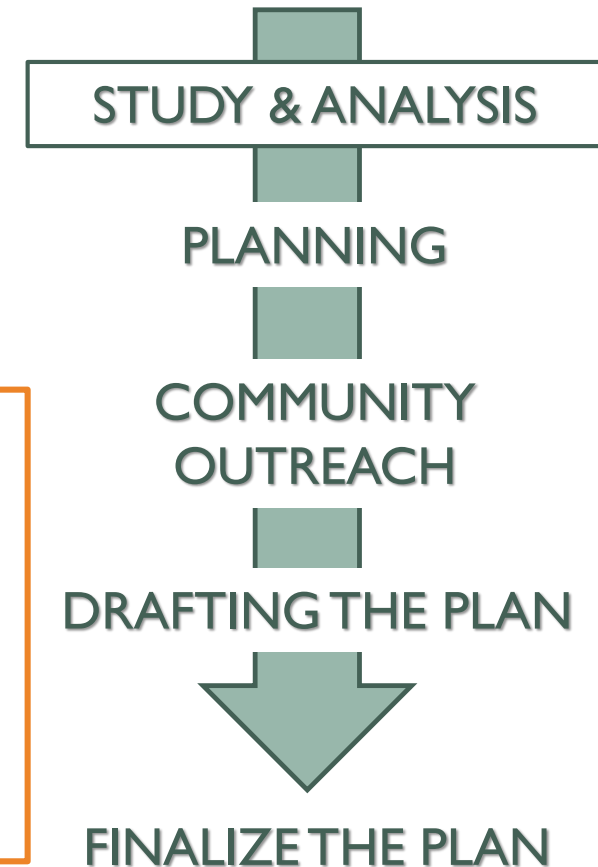 STUDY & ANALYSIS
PLANNING
COMMUNITY
OUTREACH
DRAFTING THE PLAN
FINALIZE THE PLAN